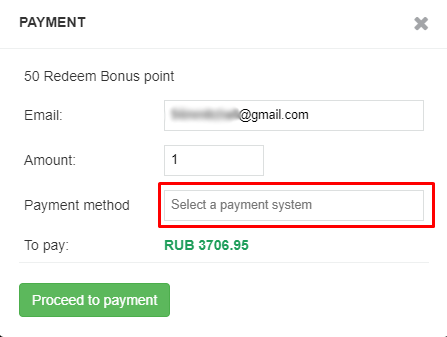 PAYMENT
50 Redeem Bonus point
Email: @gmail.com
Amount: 1
Payment method Select a payment system
To pay: RUB 3706.95
Proceed to payment